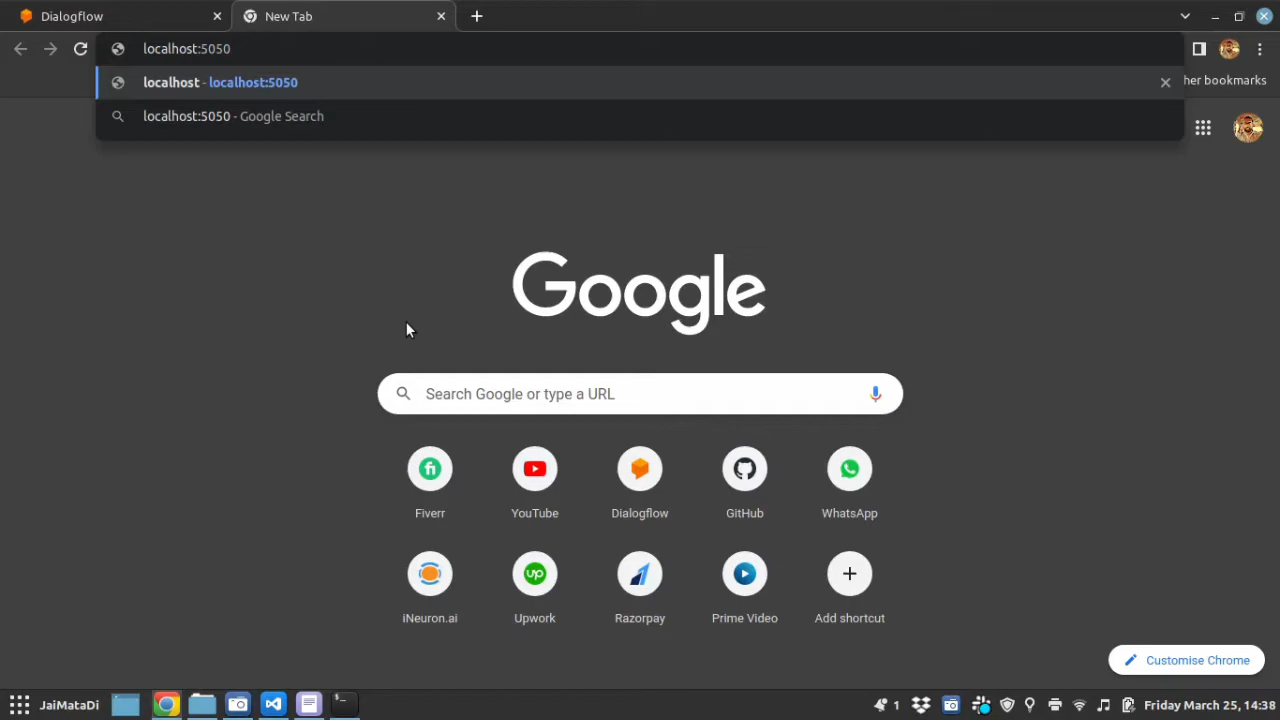 Dialogflow
New Tab
localhost:5050
localhost - localhost:5050
localhost:5050 - Google Search
her bookmarks
Google
Search Google or type a URL
Fiverr
YouTube
Dialogflow
GitHub
WhatsApp
iNeuron.ai
Upwork
Razorpay
Prime Video
Add shortcut
Customise Chrome
JaiMataDi
1
Friday March 25, 14:38